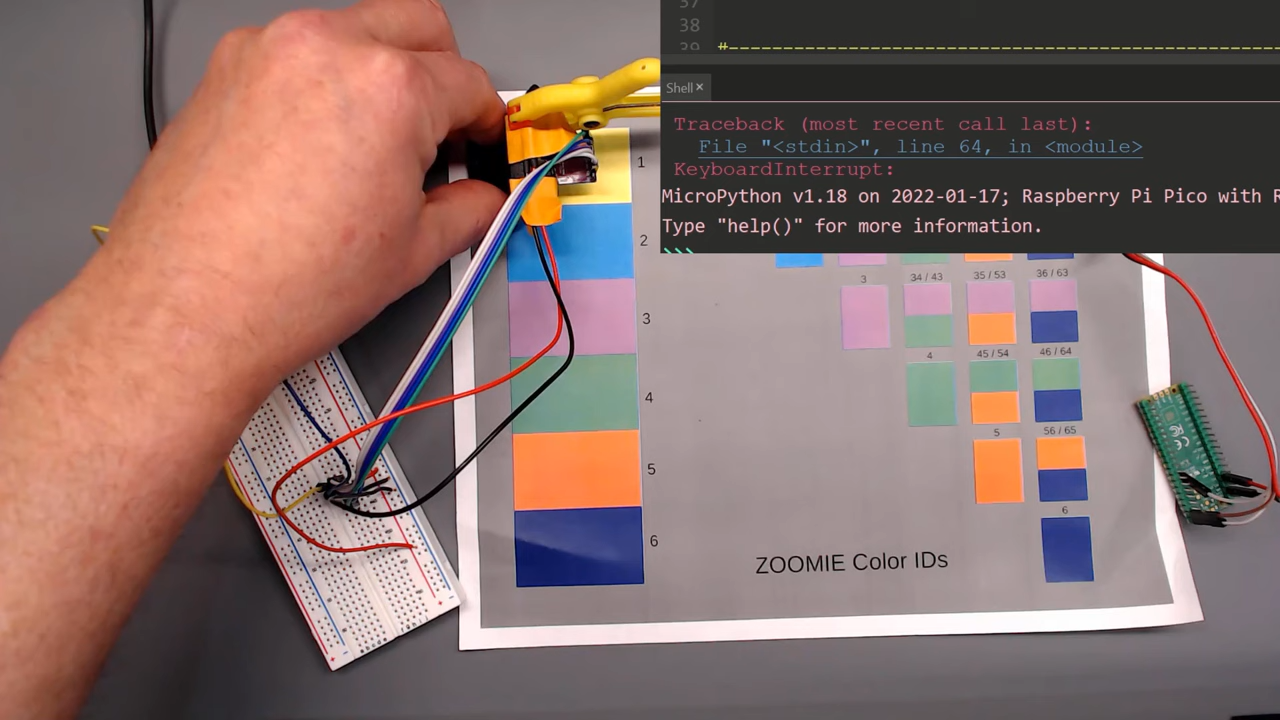 37
38
39 #------------------------------------------------
Shell ×
Traceback (most recent call last):
File "<stdin>", line 64, in <module>
KeyboardInterrupt:
MicroPython v1.18 on 2022-01-17; Raspberry Pi Pico with R
Type "help()" for more information.
>>>
1
2
3
4
5
6
34 / 43
35 / 53
36 / 63
3
45 / 54
46 / 64
4
56 / 65
5
6
ZOOMIE Color IDs